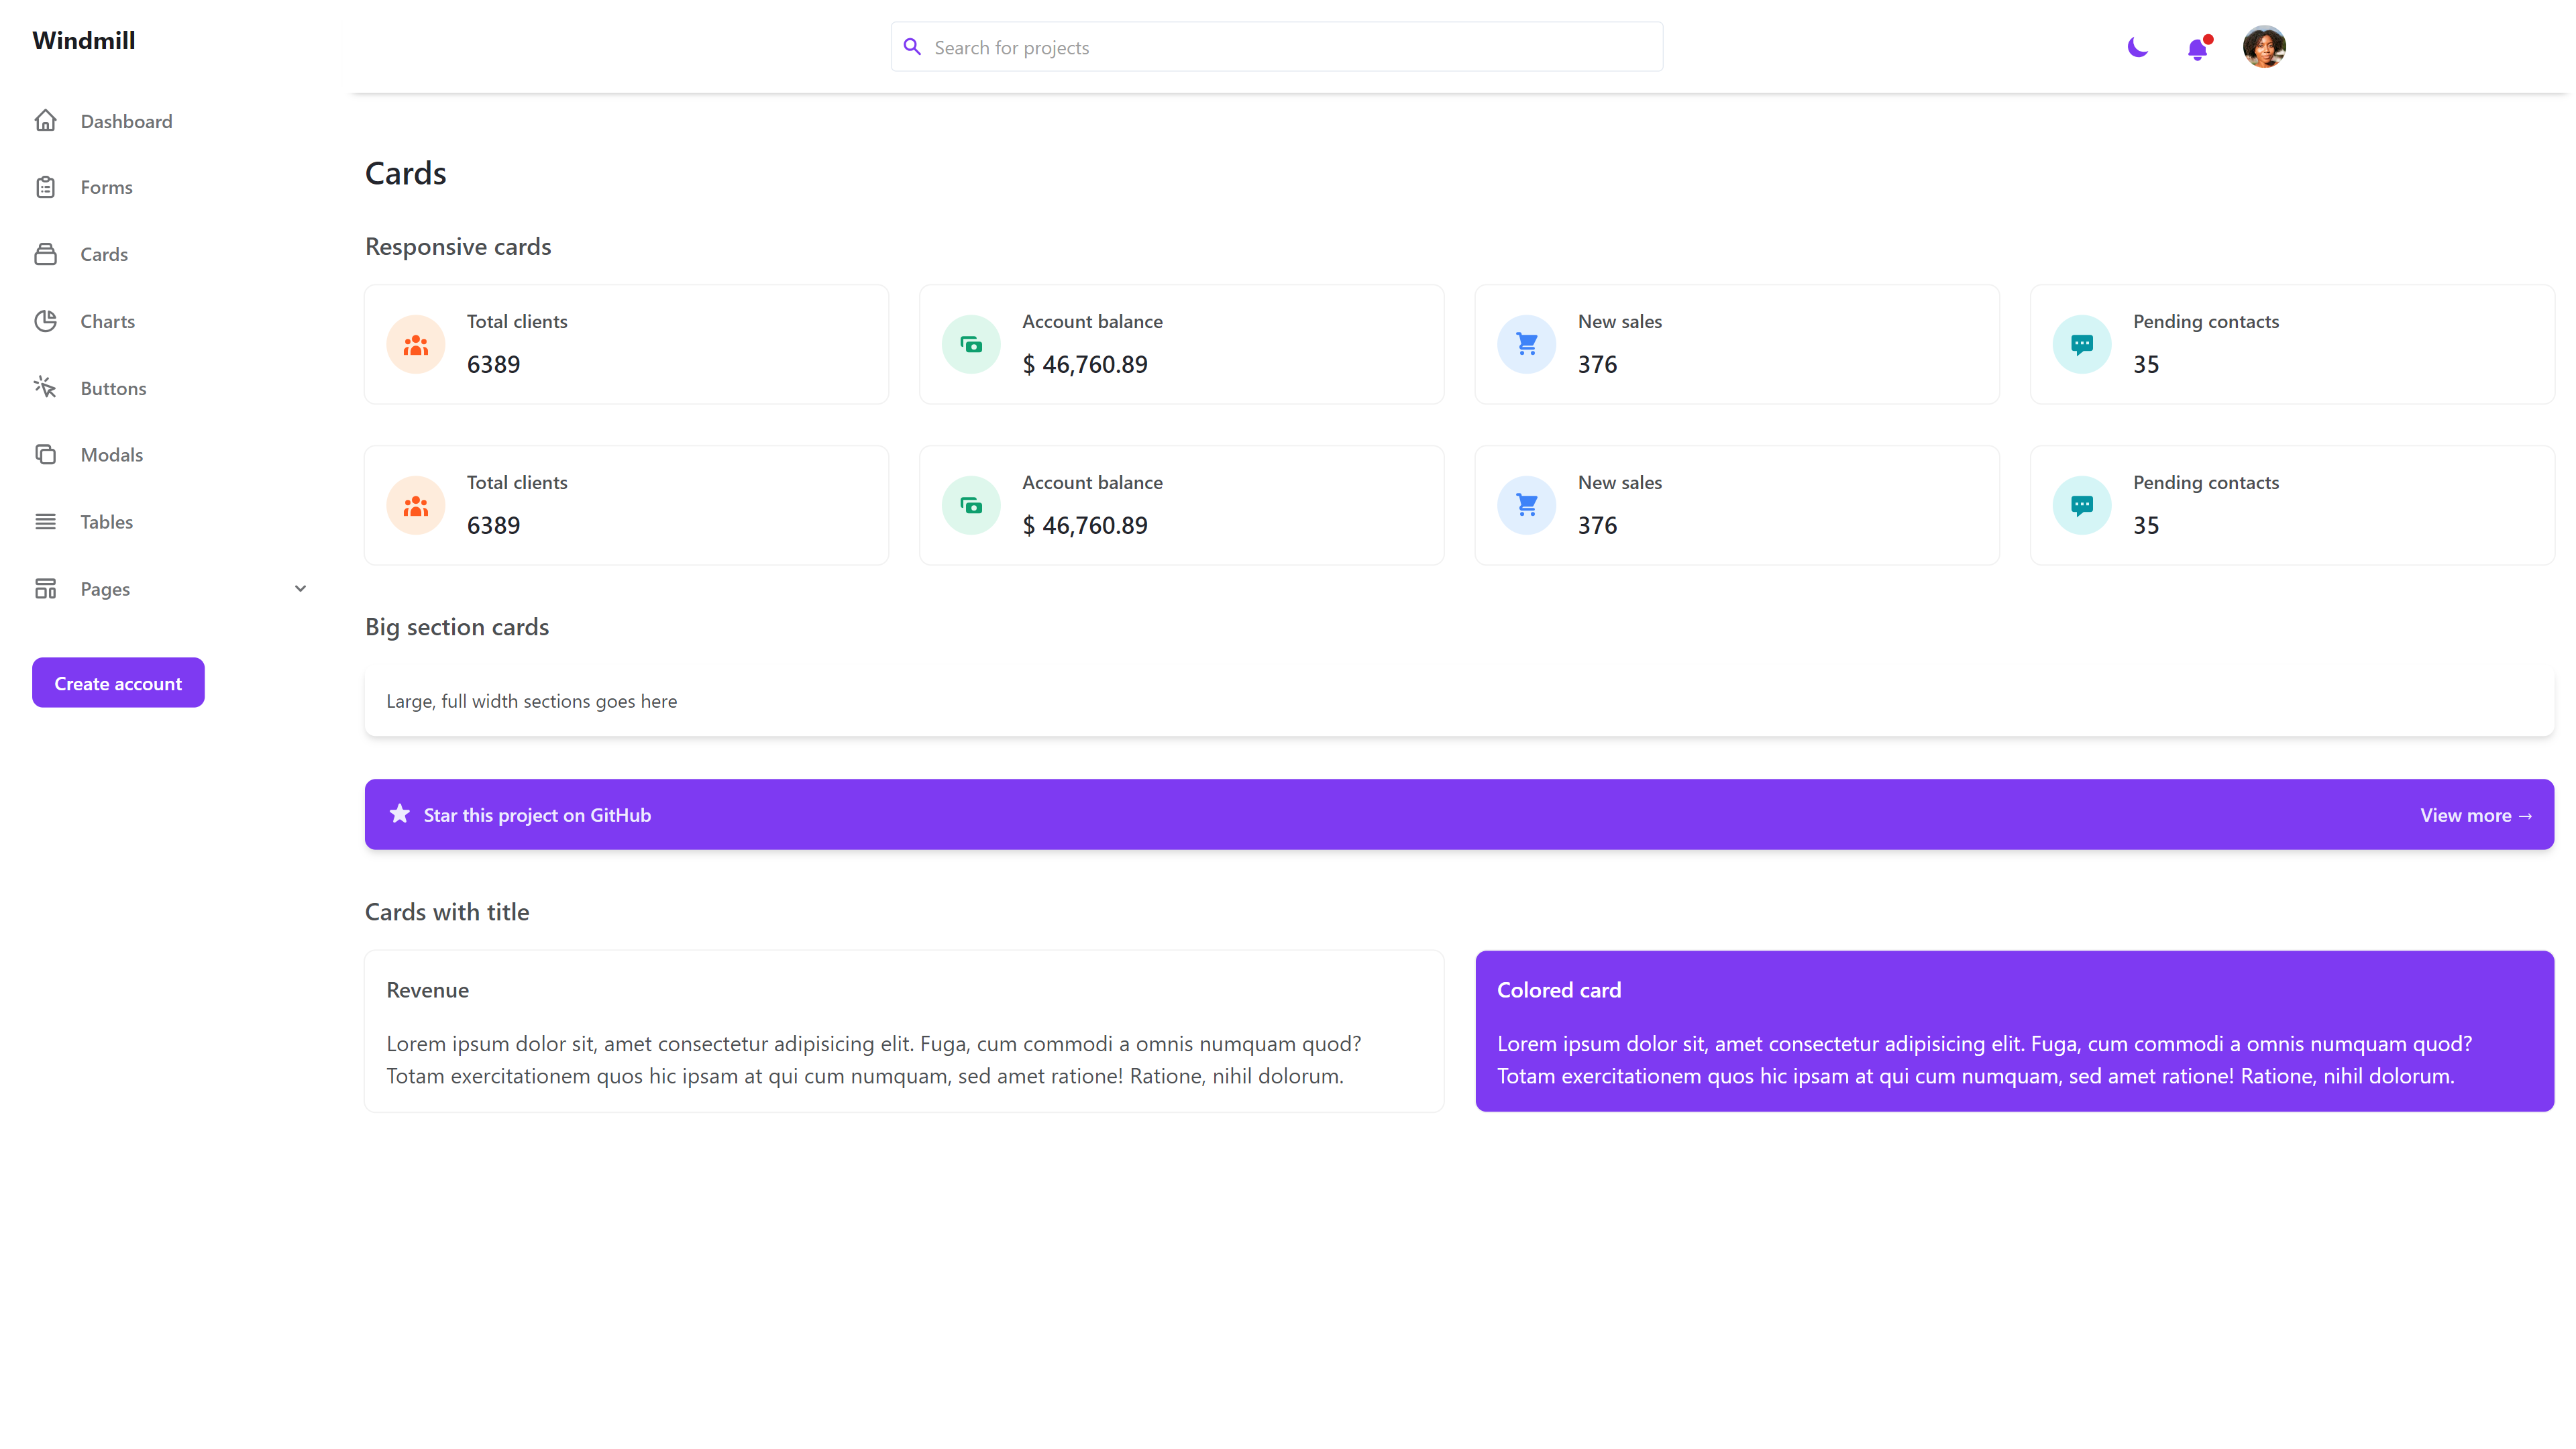 Windmill
Search for projects
Dashboard
Forms
Cards
Charts
Buttons
Modals
Tables
Pages
Create account
Cards
Responsive cards
Total clients
6389
Account balance
$ 46,760.89
New sales
376
Pending contacts
35
Total clients
6389
Account balance
$ 46,760.89
New sales
376
Pending contacts
35
Big section cards
Large, full width sections goes here
Star this project on GitHub
View more →
Cards with title
Revenue
Lorem ipsum dolor sit, amet consectetur adipisicing elit. Fuga, cum commodi a omnis numquam quod?
Totam exercitationem quos hic ipsam at qui cum numquam, sed amet ratione! Ratione, nihil dolorum.
Colored card
Lorem ipsum dolor sit, amet consectetur adipisicing elit. Fuga, cum commodi a omnis numquam quod?
Totam exercitationem quos hic ipsam at qui cum numquam, sed amet ratione! Ratione, nihil dolorum.